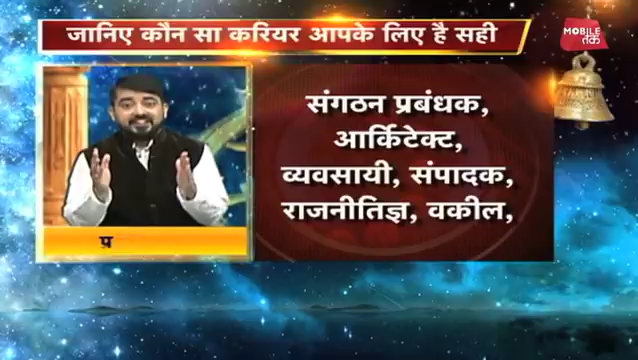 जानिए कौन सा करियर आपके लिए है सही
MOBILE
तक
संगठन प्रबंधक,
आर्किटेक्ट,
व्यवसायी, संपादक,
राजनीतिज्ञ, वकील,
प्र